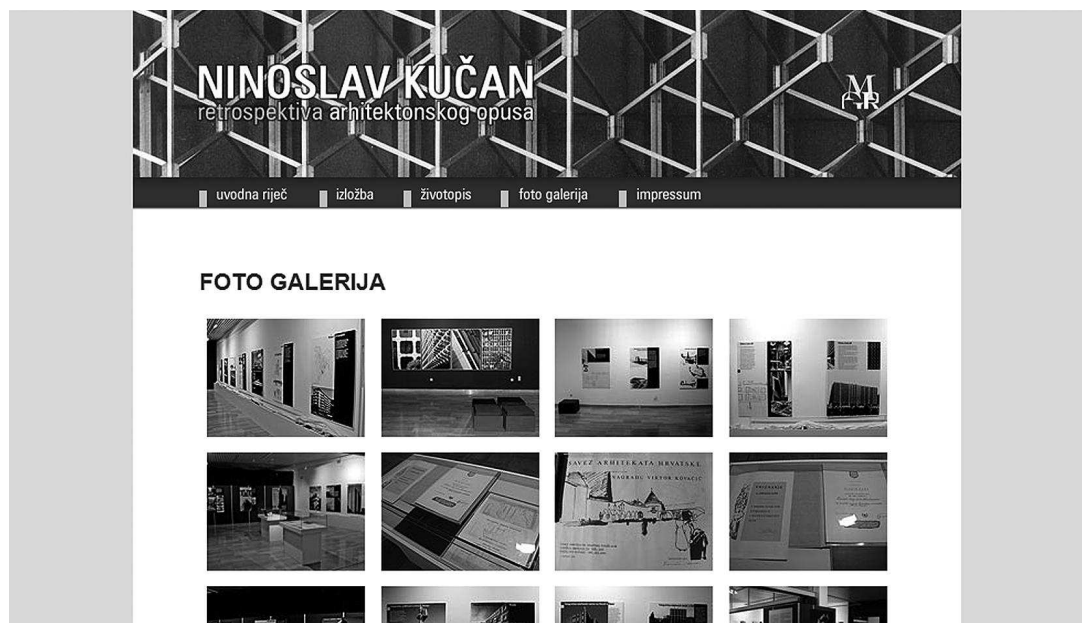 NINOSLAV KUČAN
retrospektiva arhitektonskog opusa
uvodna riječ
izložba
životopis
foto galerija
impressum
FOTO GALERIJA
SAVEZ ARHITEKATA HRVATSKE
NAGRADU VIKTOR KOVAČIĆ